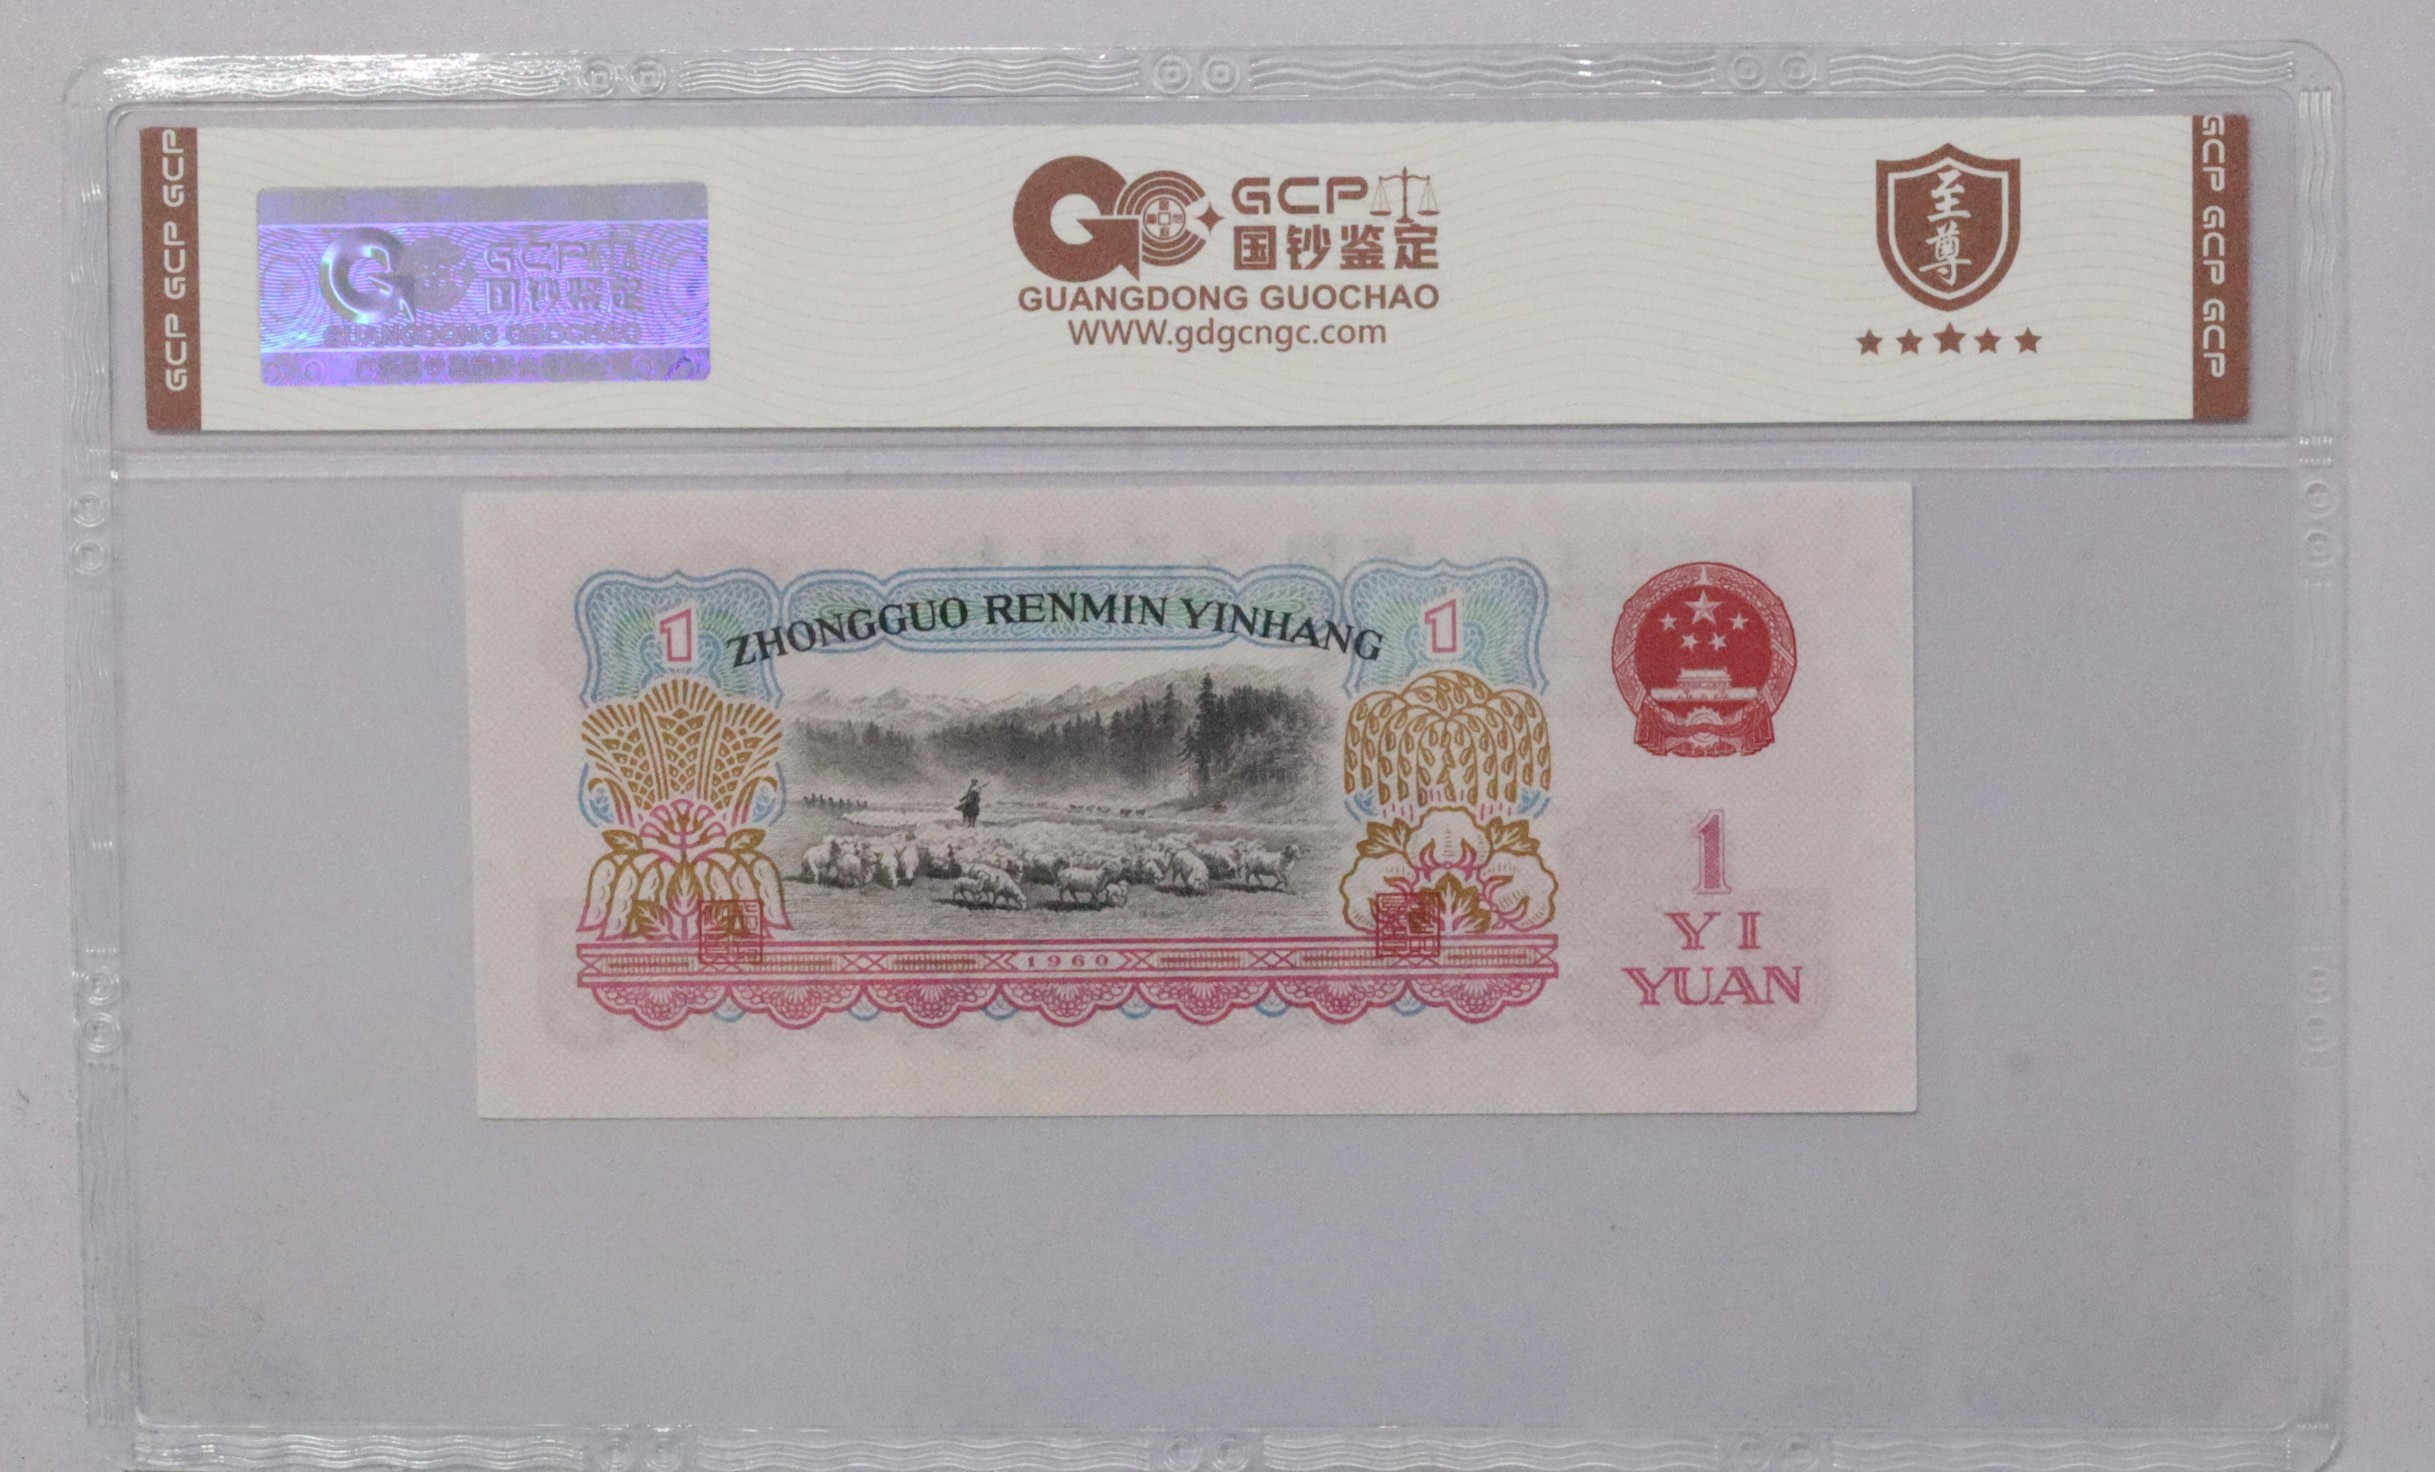 GCP GCP GCP
GCP
国钞鉴定
GUANGDONG GUOCHAO
GCP
国钞鉴定
GUANGDONG GUOCHAO
WWW.gdgcngc.com
至尊
GCP GCP GCP
1
ZHONGGUO RENMIN YINHANG
1
1
YI
YUAN
1960